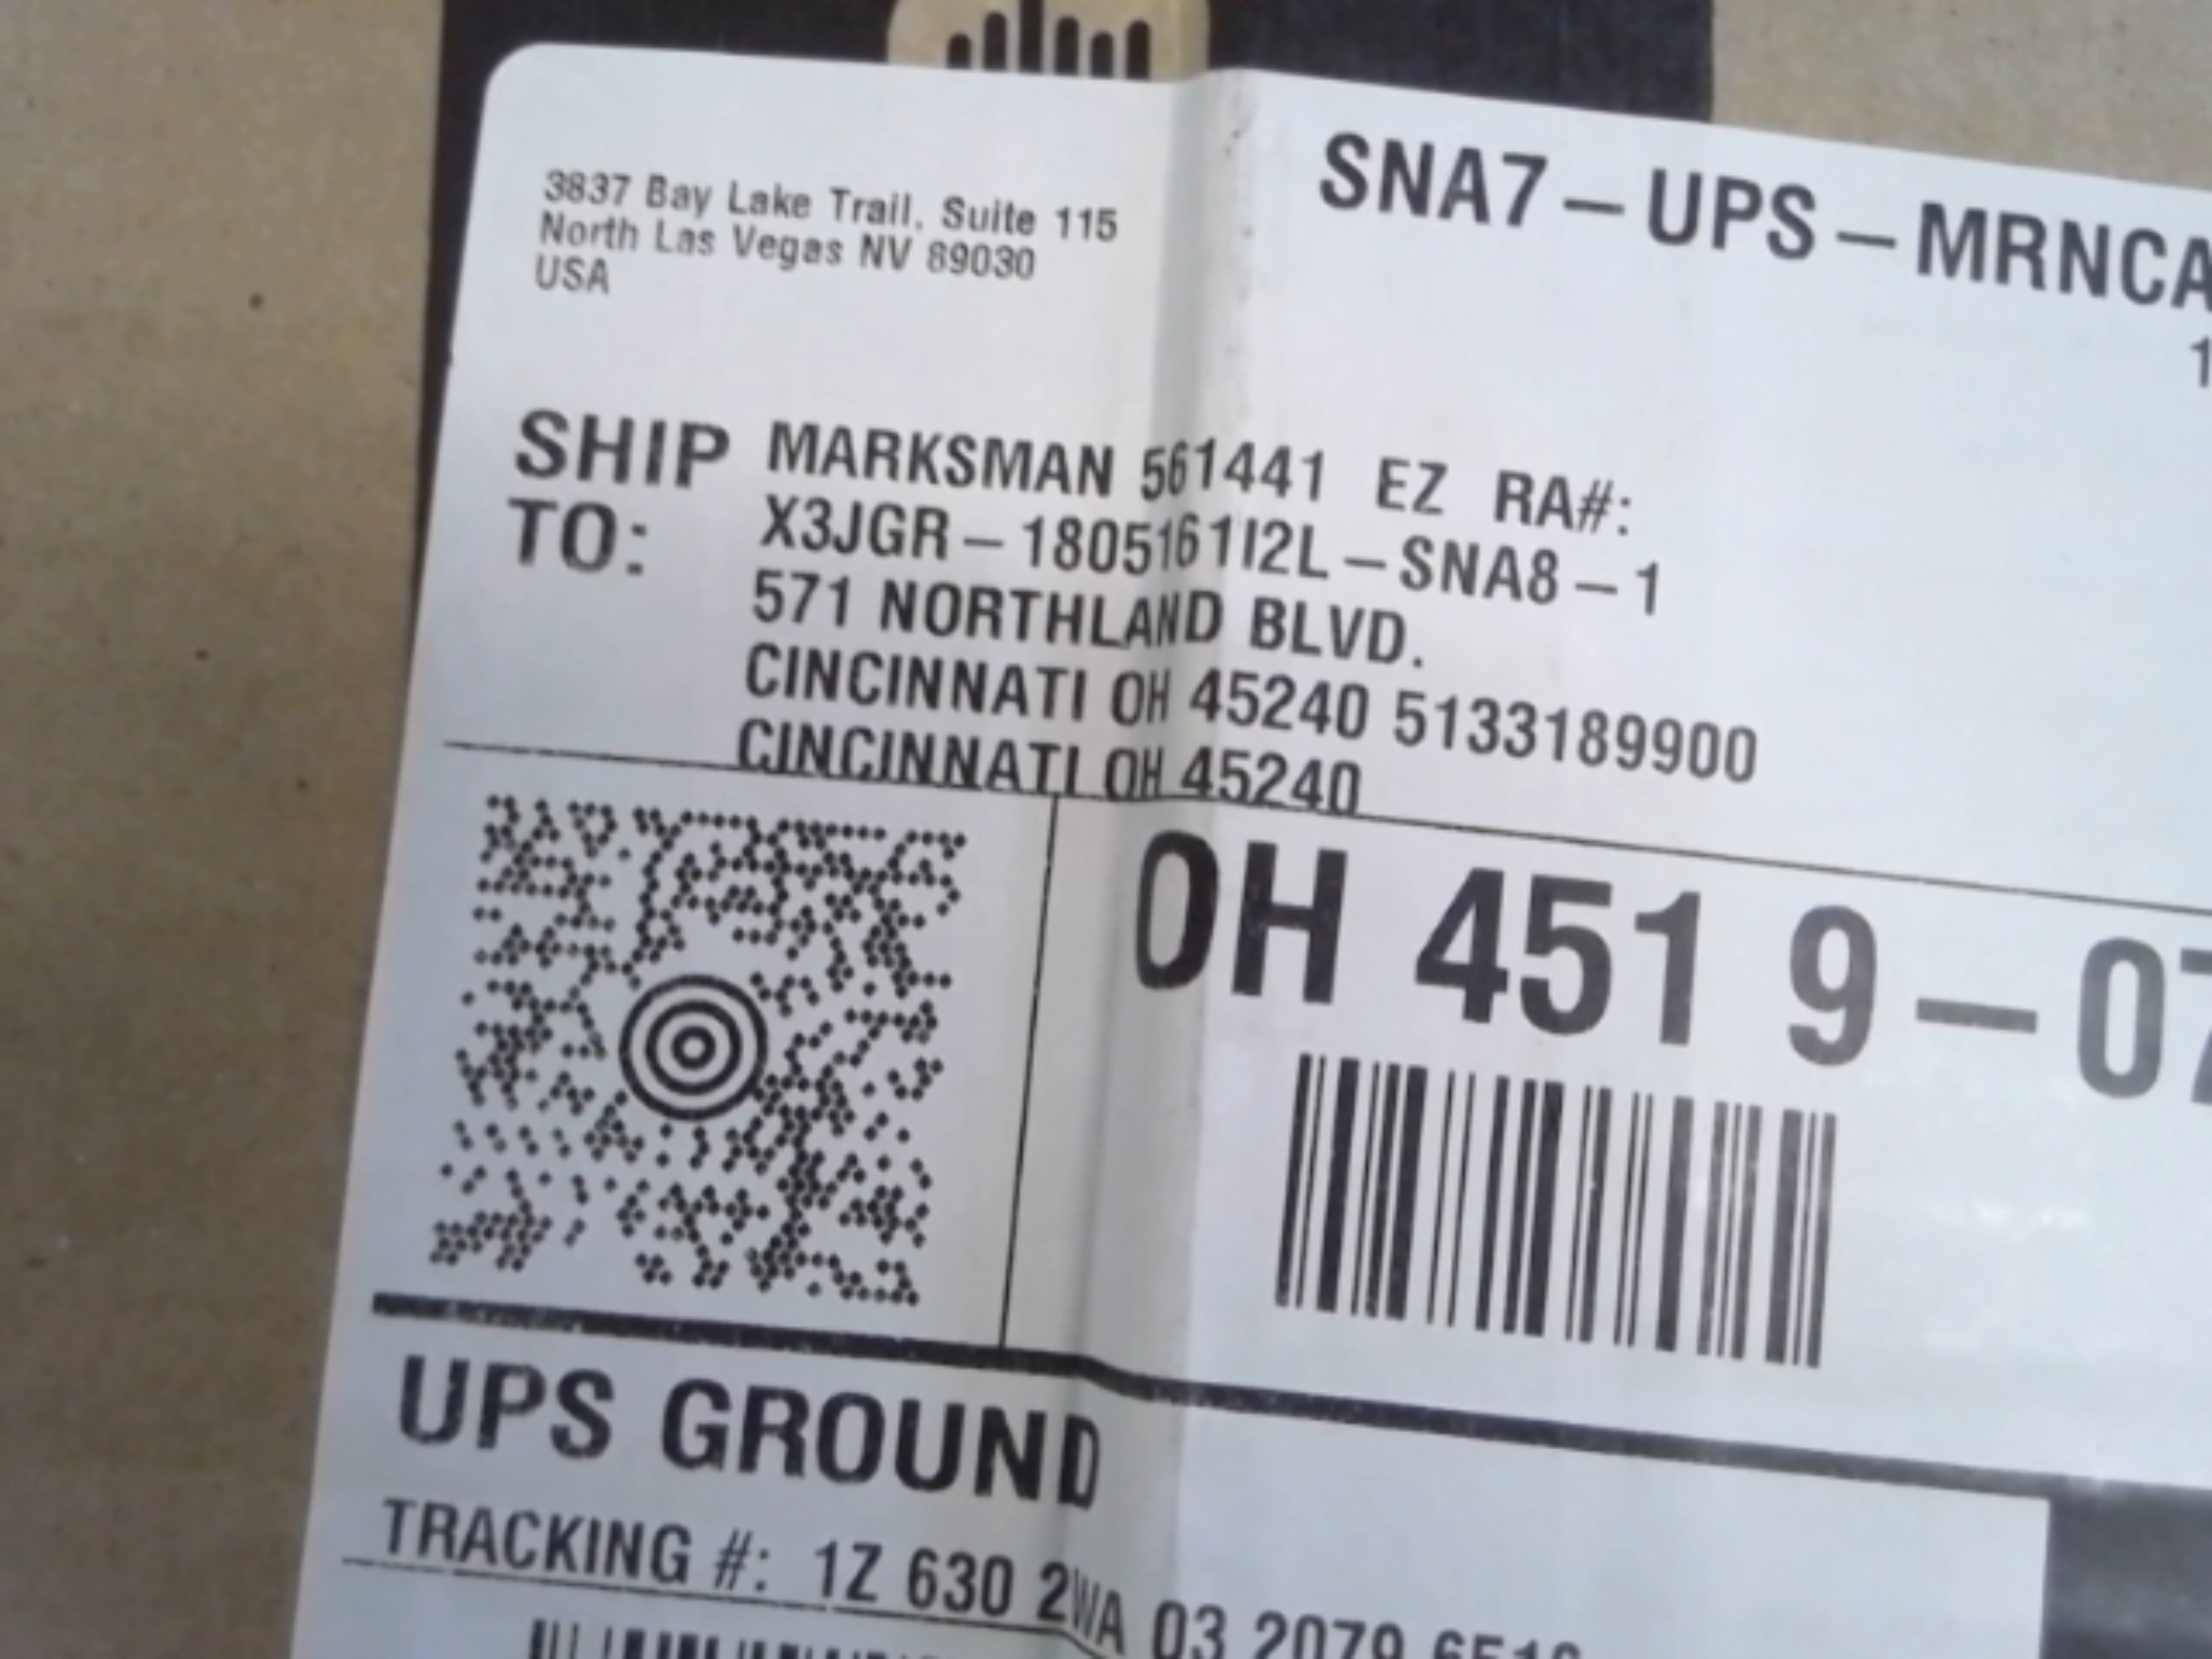 3837 Bay Lake Trail, Suite 115
North Las Vegas NV 89030
USA
SNA7-UPS-MRNCA
1
SHIP TO:
MARKSMAN 561441 EZ RA#:
X3JGR-1805161I2L-SNA8-1
571 NORTHLAND BLVD.
CINCINNATI OH 45240 5133189900
CINCINNATI OH 45240
OH 451 9-07
UPS GROUND
TRACKING #: 1Z 630 2WA 03 2079